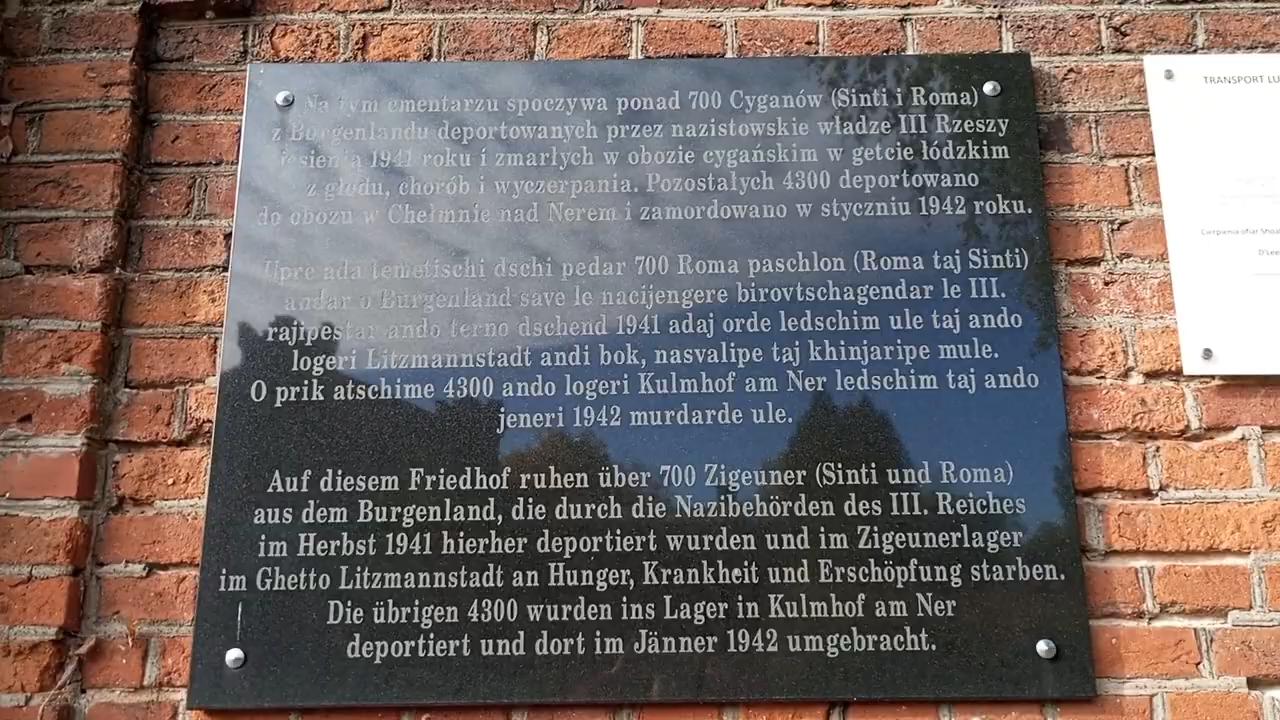 Na tym cmentarzu spoczywa ponad 700 Cyganów (Sinti i Roma)
z Burgenlandu deportowanych przez nazistowskie władze III Rzeszy
jesienią 1941 roku i zmarłych w obozie cygańskim w getcie łódzkim
z głodu, chorób i wyczerpania. Pozostałych 4300 deportowano
do obozu w Chełmnie nad Nerem i zamordowano w styczniu 1942 roku.
Upre ada temetischi dschi pedar 700 Roma paschlon (Roma taj Sinti)
andar o Burgenland save le nacijengere birovtschagendar le III.
rajipestar ando terno dschend 1941 adaj orde ledschim ule taj ando
logeri Litzmannstadt andi bok, nasvalipe taj khinjaripe mule.
O prik atschime 4300 ando logeri Kulmhof am Ner ledschim taj ando
jeneri 1942 murdarde ule.
Auf diesem Friedhof ruhen über 700 Zigeuner (Sinti und Roma)
aus dem Burgenland, die durch die Nazibehörden des III. Reiches
im Herbst 1941 hierher deportiert wurden und im Zigeunerlager
im Ghetto Litzmannstadt an Hunger, Krankheit und Erschöpfung starben.
Die übrigen 4300 wurden ins Lager in Kulmhof am Ner
deportiert und dort im Jänner 1942 umgebracht.
TRANSPORT LU
Cierpienia ofiar Shoa
D'Lee